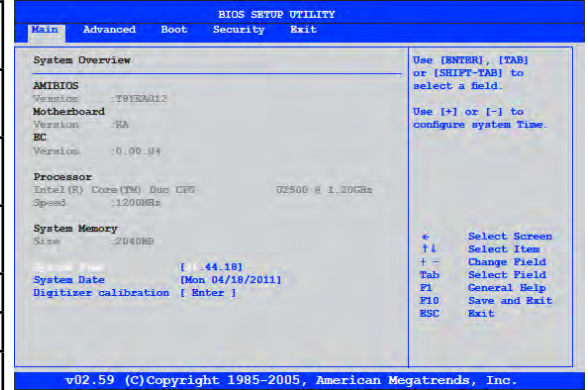 BIOS SETUP UTILITY
Main Advanced Boot Security Exit
System Overview
AMIBIOS
Version :T8YEA012
Motherboard
Version :RA
EC
Version :0.00.04
Processor
Intel(R) Core(TM) Duo CPU U2500 @ 1.20GHz
Speed :1200MHz
System Memory
Size :2040MB
[ .44.18]
System Date [Mon 04/18/2011]
Digitizer calibration [ Enter ]
Use [ENTER], [TAB]
or [SHIFT-TAB] to
select a field.
Use [+] or [-] to
configure system Time.
← Select Screen
↑↓ Select Item
+ - Change Field
Tab Select Field
F1 General Help
F10 Save and Exit
ESC Exit
v02.59 (C)Copyright 1985-2005, American Megatrends, Inc.